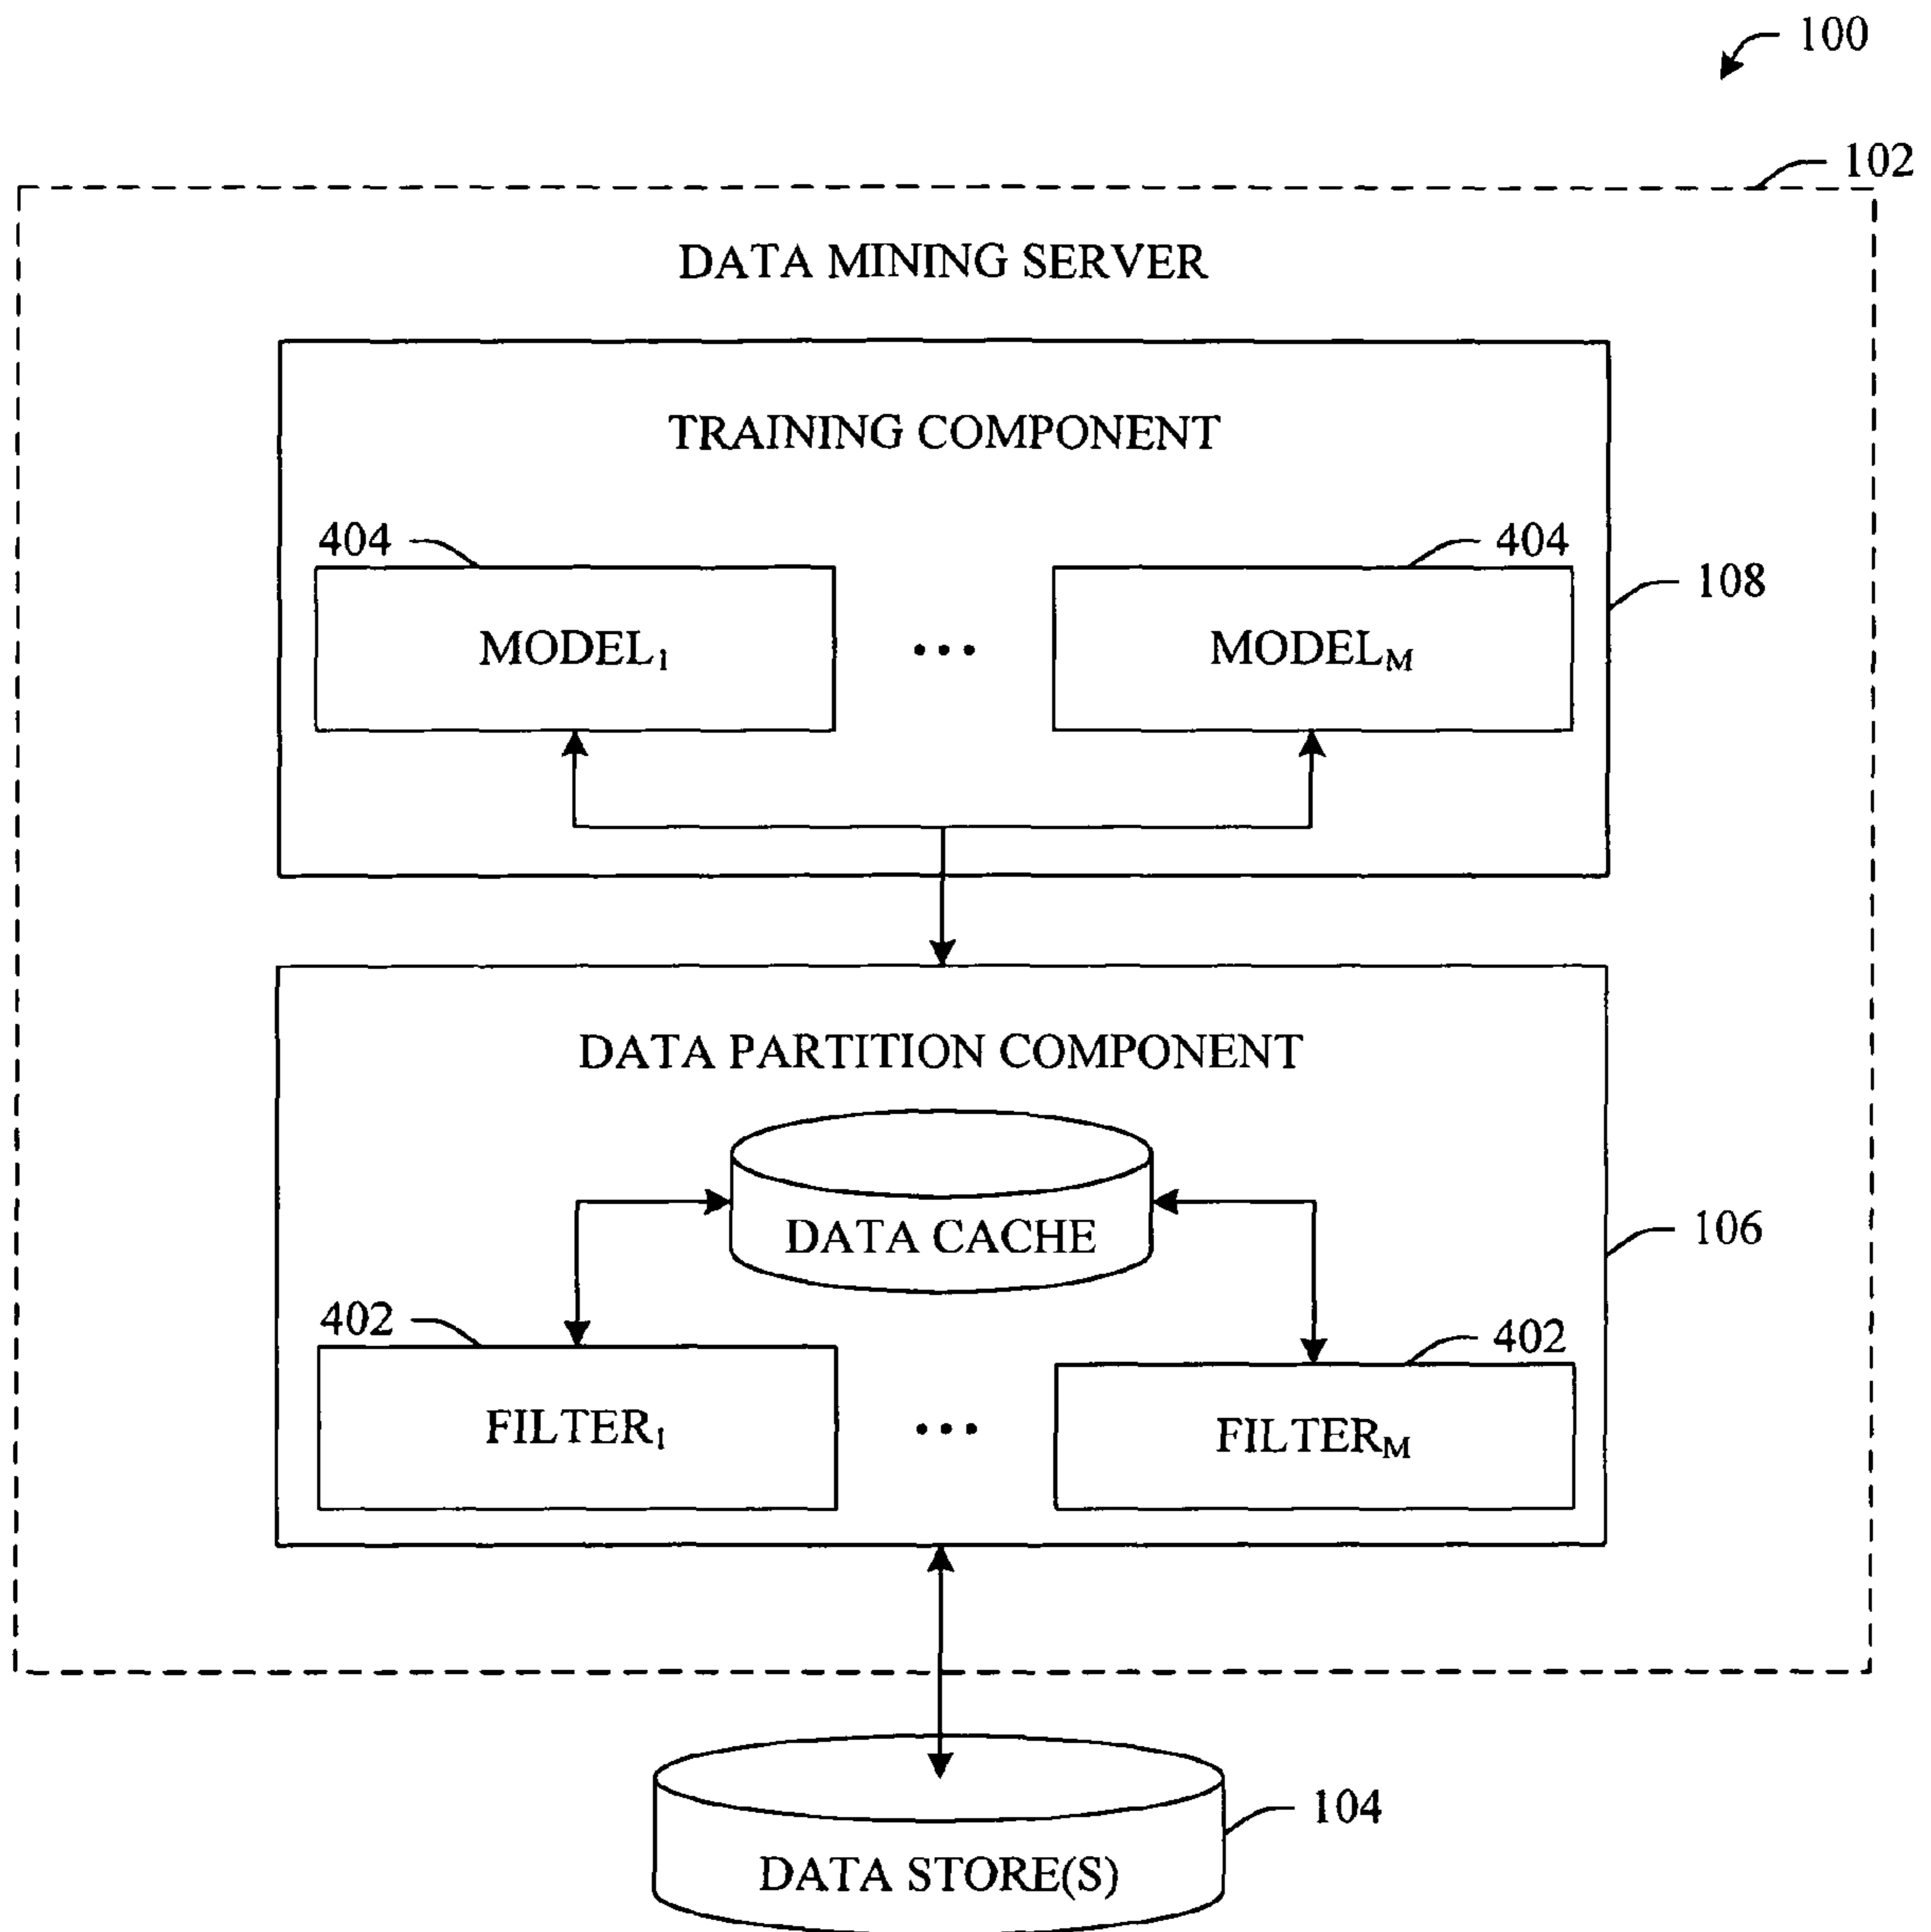 100
102
DATA MINING SERVER
TRAINING COMPONENT
404
404
108
MODEL₁
•••
MODELₘ
DATA PARTITION COMPONENT
DATA CACHE
106
402
402
FILTER₁
•••
FILTERₘ
104
DATA STORE(S)